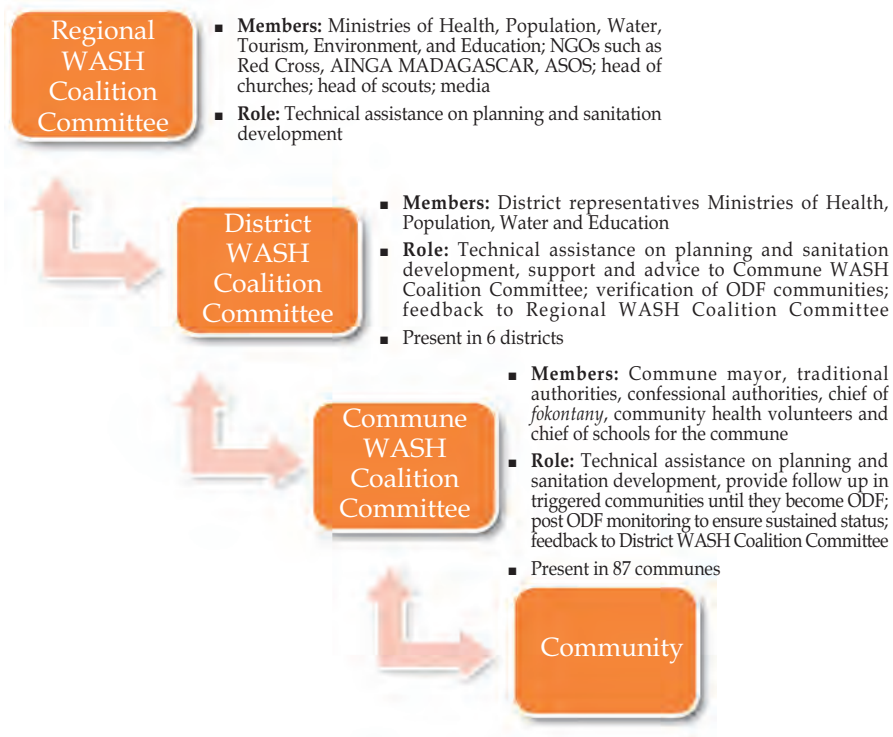 Regional
WASH
Coalition
Committee
▪ Members: Ministries of Health, Population, Water,
Tourism, Environment, and Education; NGOs such as
Red Cross, AINGA MADAGASCAR, ASOS; head of
churches; head of scouts; media
▪ Role: Technical assistance on planning and sanitation
development
District
WASH
Coalition
Committee
▪ Members: District representatives Ministries of Health,
Population, Water and Education
▪ Role: Technical assistance on planning and sanitation
development, support and advice to Commune WASH
Coalition Committee; verification of ODF communities;
feedback to Regional WASH Coalition Committee
▪ Present in 6 districts
Commune
WASH
Coalition
Committee
▪ Members: Commune mayor, traditional
authorities, confessional authorities, chief of
fokontany, community health volunteers and
chief of schools for the commune
▪ Role: Technical assistance on planning and
sanitation development, provide follow up in
triggered communities until they become ODF;
post ODF monitoring to ensure sustained status;
feedback to District WASH Coalition Committee
▪ Present in 87 communes
Community